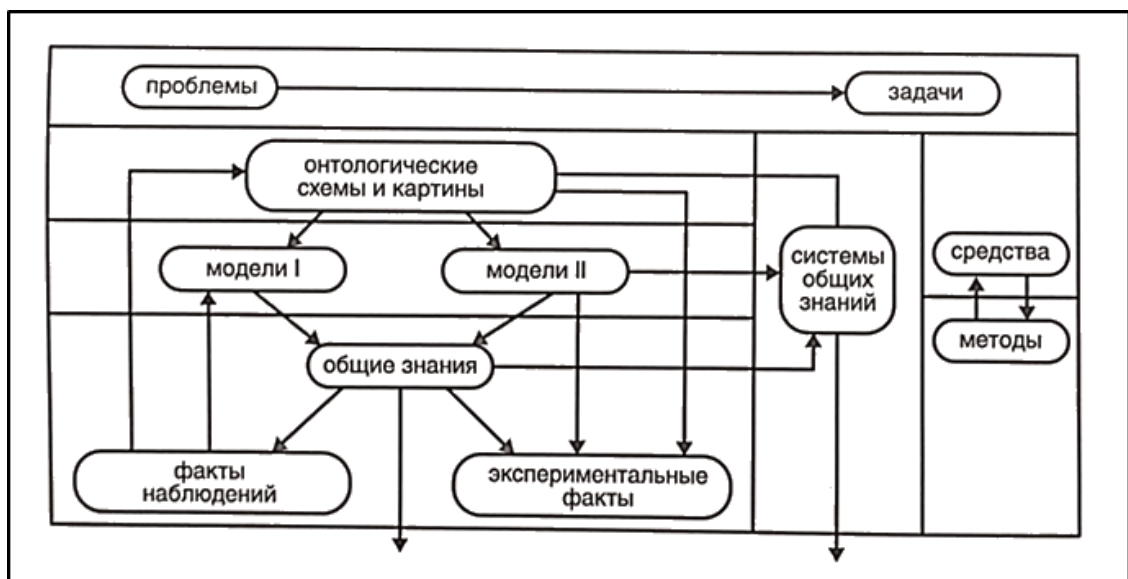 проблемы
задачи
онтологические
схемы и картины
модели I
модели II
системы
общих
знаний
средства
методы
общие знания
факты
наблюдений
экспериментальные
факты